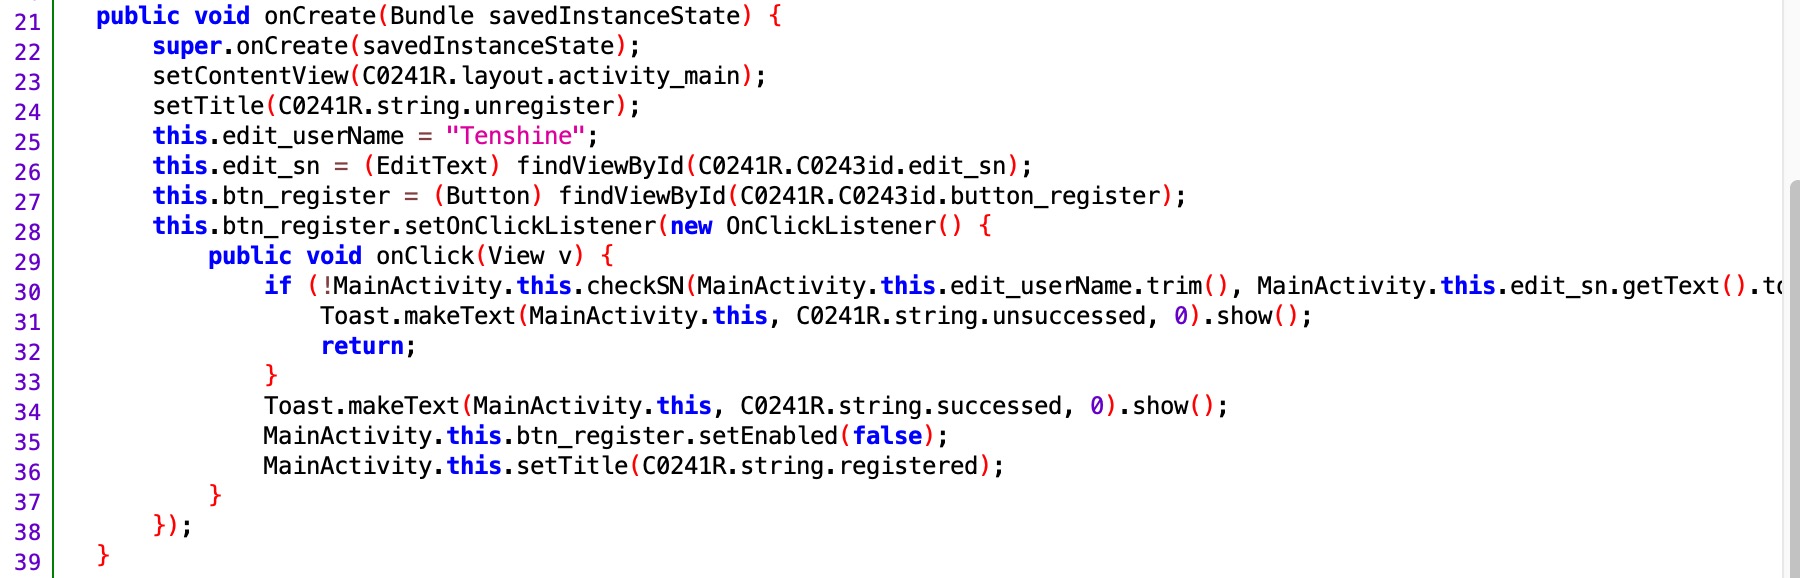 21 public void onCreate(Bundle savedInstanceState) {
22 super.onCreate(savedInstanceState);
23 setContentView(C0241R.layout.activity_main);
24 setTitle(C0241R.string.unregister);
25 this.edit_userName = "Tenshine";
26 this.edit_sn = (EditText) findViewById(C0241R.C0243id.edit_sn);
27 this.btn_register = (Button) findViewById(C0241R.C0243id.button_register);
28 this.btn_register.setOnClickListener(new OnClickListener() {
29 public void onClick(View v) {
30 if (!MainActivity.this.checkSN(MainActivity.this.edit_userName.trim(), MainActivity.this.edit_sn.getText().to
31 Toast.makeText(MainActivity.this, C0241R.string.unsuccessed, 0).show();
32 return;
33 }
34 Toast.makeText(MainActivity.this, C0241R.string.successed, 0).show();
35 MainActivity.this.btn_register.setEnabled(false);
36 MainActivity.this.setTitle(C0241R.string.registered);
37 }
38 });
39 }